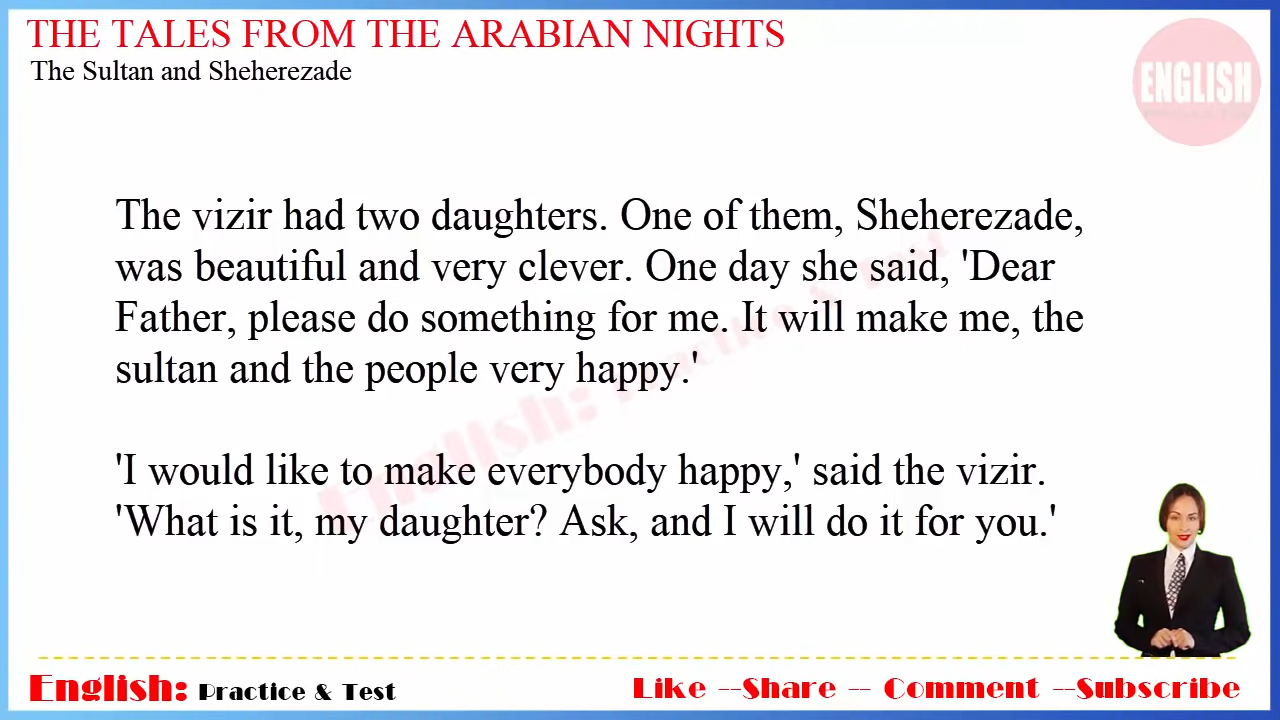 THE TALES FROM THE ARABIAN NIGHTS
The Sultan and Sheherezade
ENGLISH
The vizir had two daughters. One of them, Sheherezade,
was beautiful and very clever. One day she said, 'Dear
Father, please do something for me. It will make me, the
sultan and the people very happy.'
'I would like to make everybody happy,' said the vizir.
'What is it, my daughter? Ask, and I will do it for you.'
English: Practice & Test
English: Practice & Test
Like --Share -- Comment --Subscribe